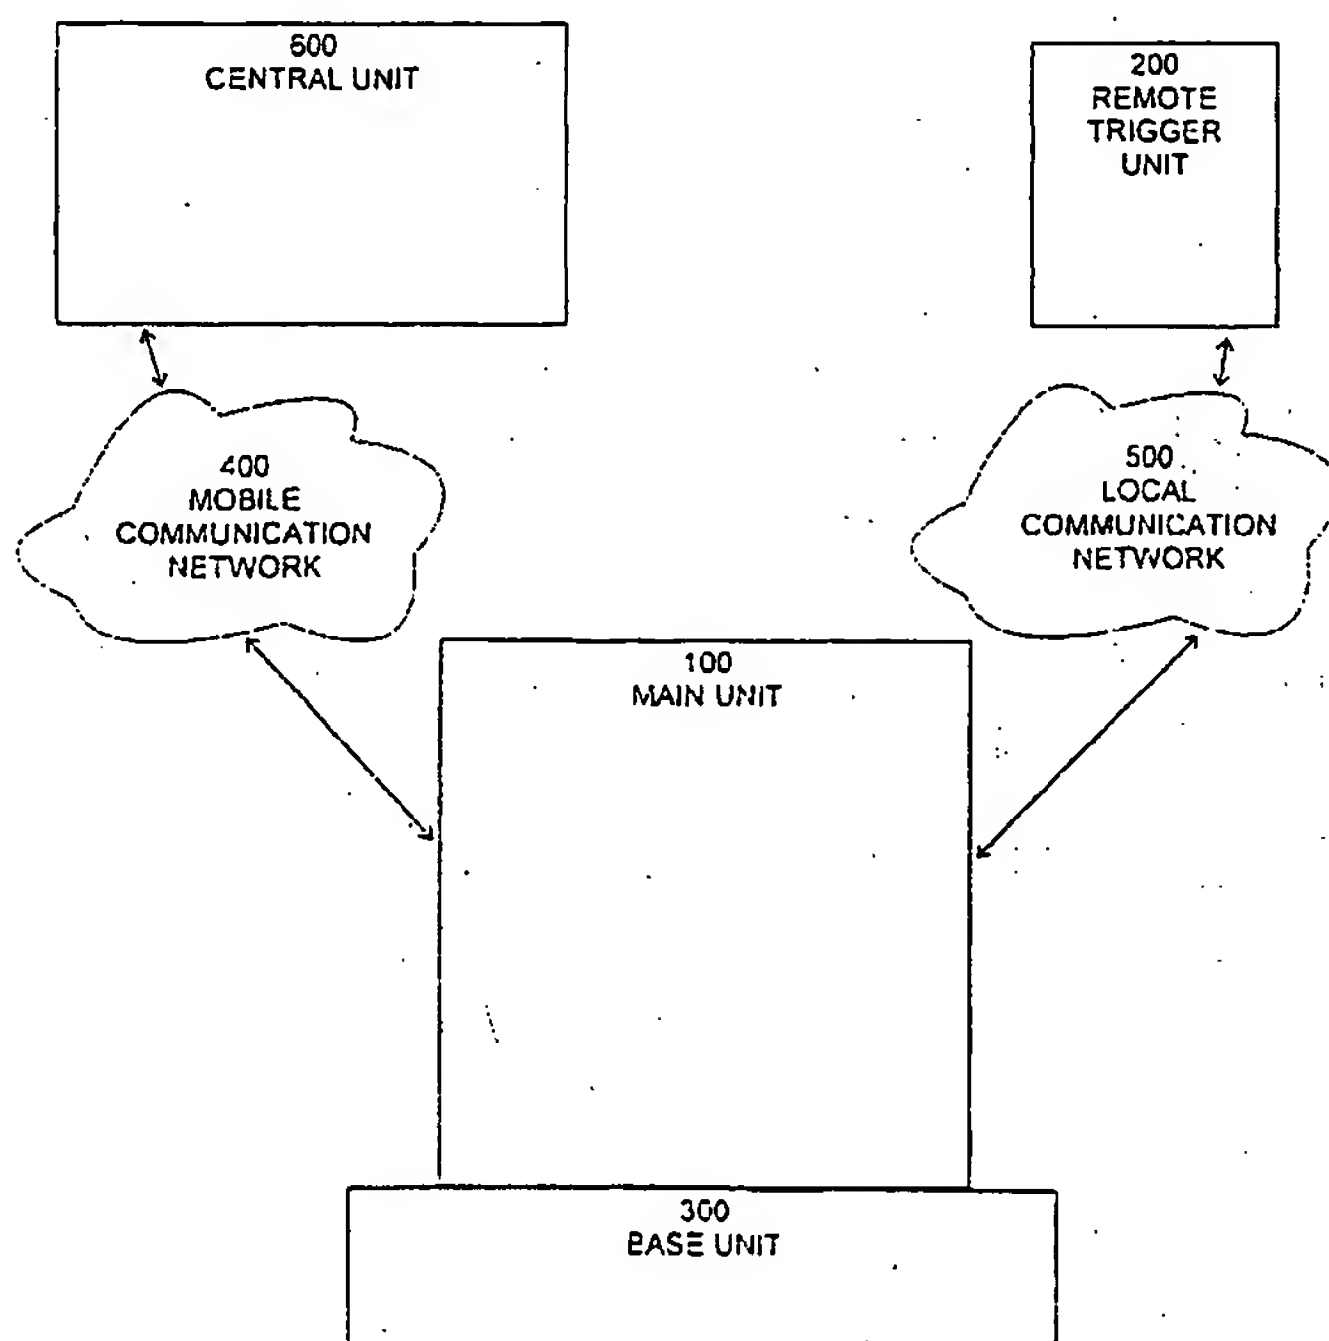 600
CENTRAL UNIT
200
REMOTE
TRIGGER
UNIT
400
MOBILE
COMMUNICATION
NETWORK
500
LOCAL
COMMUNICATION
NETWORK
100
MAIN UNIT
300
BASE UNIT